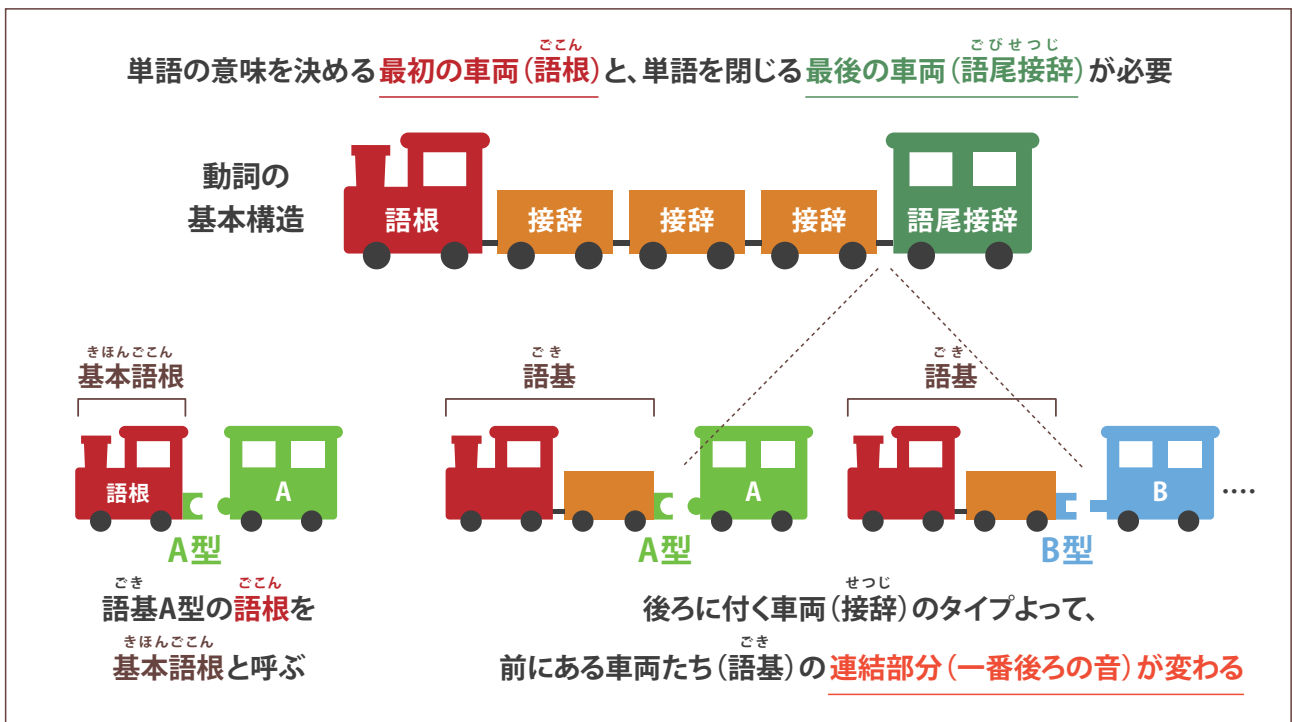 ごこん ごびせつじ
単語の意味を決める最初の車両(語根)と、単語を閉じる最後の車両(語尾接辞)が必要
動詞の
基本構造
語根 接辞 接辞 接辞 語尾接辞
きほんごこん
基本語根
語根 A
A型
ごき ごこん
語基A型の語根を
きほんごこん
基本語根と呼ぶ
ごき
語基
A
A型
ごき
語基
B ····
B型
せつじ
後ろに付く車両(接辞)のタイプよって、
ごき
前にある車両たち(語基)の連結部分(一番後ろの音)が変わる